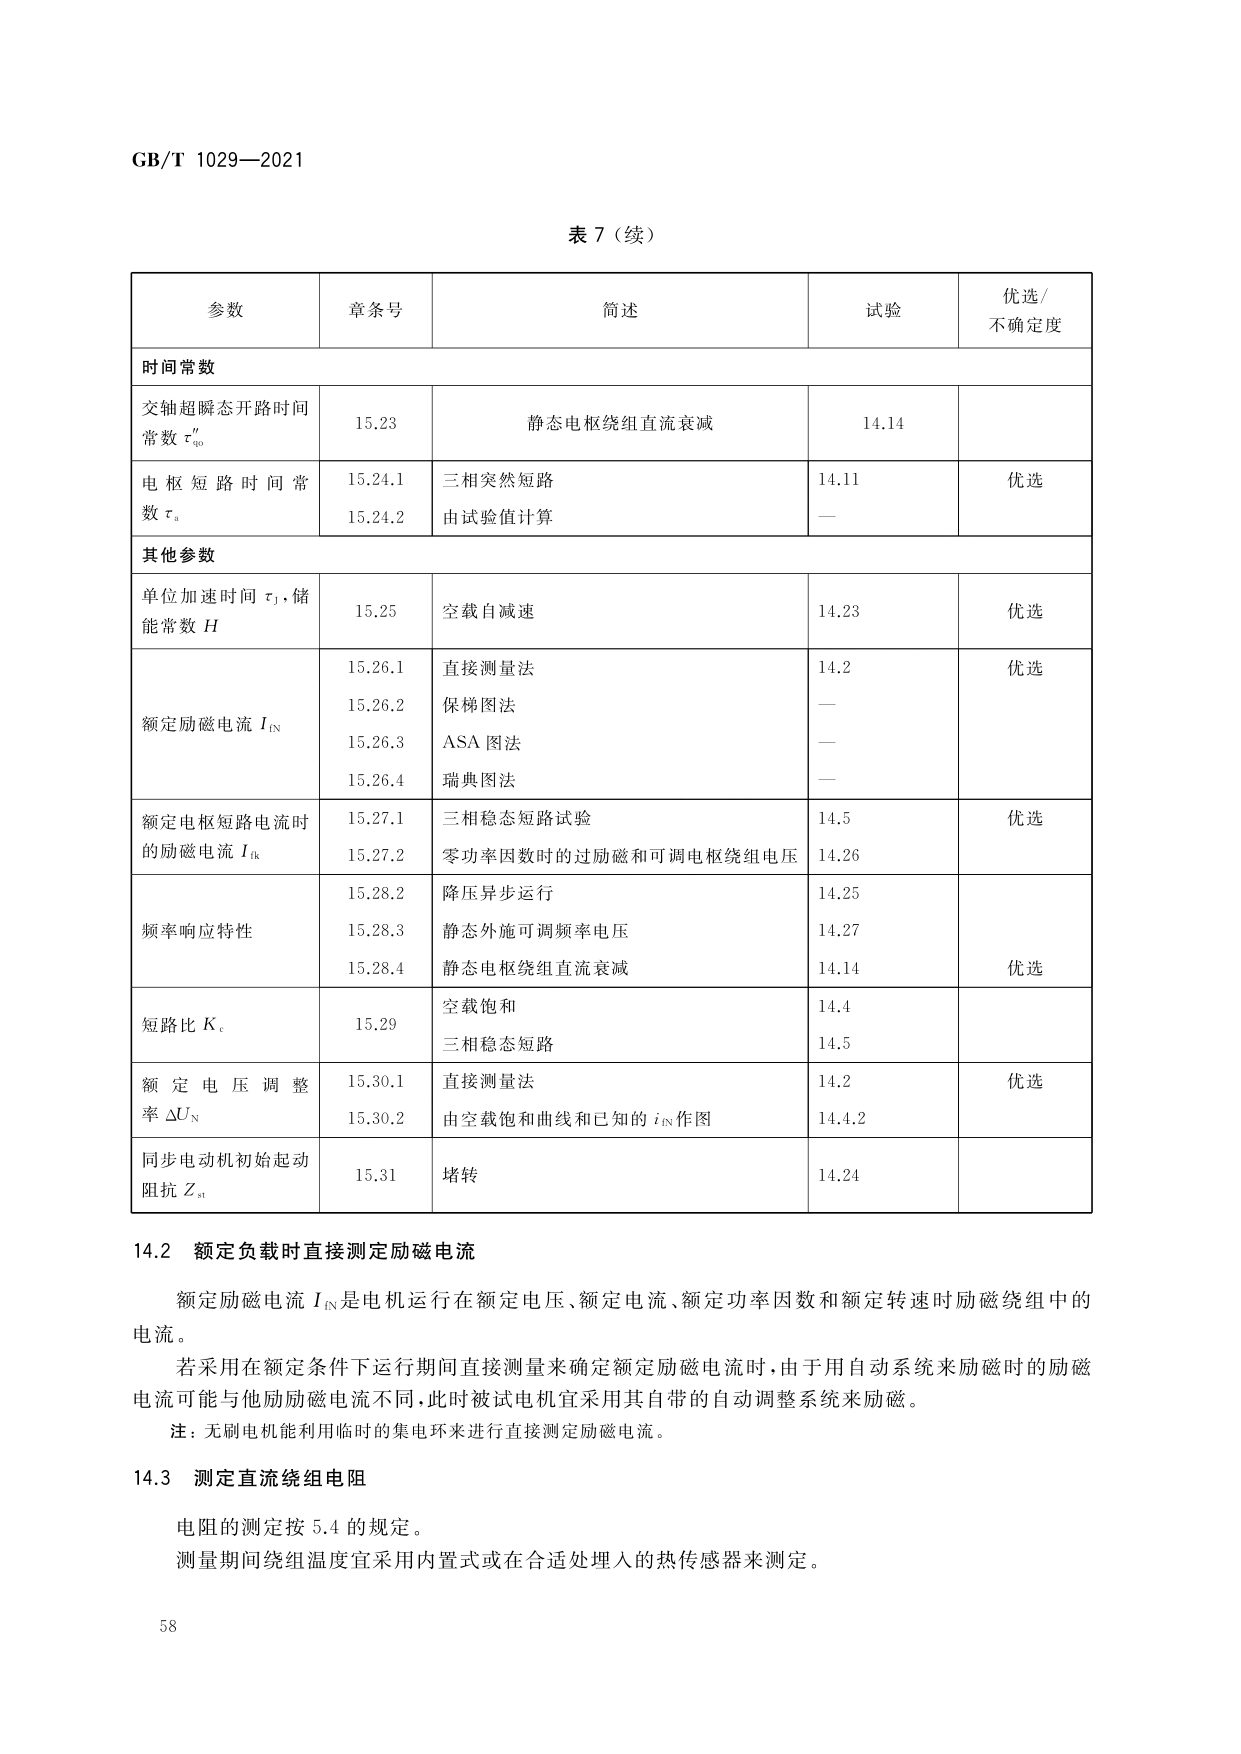 GB/T 1029—2021
表 7（续）
参数 章条号 简述 试验 优选/
不确定度
时间常数
交轴超瞬态开路时间
常数 τ″qo 15.23 静态电枢绕组直流衰减 14.14
电枢短路时间常
数 τa
15.24.1 三相突然短路 14.11 优选
15.24.2 由试验值计算 —
其他参数
单位加速时间 τJ，储
能常数 H 15.25 空载自减速 14.23 优选
额定励磁电流 IfN
15.26.1 直接测量法 14.2 优选
15.26.2 保梯图法 —
15.26.3 ASA 图法 —
15.26.4 瑞典图法 —
额定电枢短路电流时
的励磁电流 Ifk
15.27.1 三相稳态短路试验 14.5 优选
15.27.2 零功率因数时的过励磁和可调电枢绕组电压 14.26
频率响应特性
15.28.2 降压异步运行 14.25
15.28.3 静态外施可调频率电压 14.27
15.28.4 静态电枢绕组直流衰减 14.14 优选
短路比 Kc 15.29
空载饱和 14.4
三相稳态短路 14.5
额定电压调整
率 ΔUN
15.30.1 直接测量法 14.2 优选
15.30.2 由空载饱和曲线和已知的 ifN作图 14.4.2
同步电动机初始起动
阻抗 Zst 15.31 堵转 14.24
14.2 额定负载时直接测定励磁电流
额定励磁电流 IfN是电机运行在额定电压、额定电流、额定功率因数和额定转速时励磁绕组中的
电流。
若采用在额定条件下运行期间直接测量来确定额定励磁电流时，由于用自动系统来励磁时的励磁
电流可能与他励励磁电流不同，此时被试电机宜采用其自带的自动调整系统来励磁。
注：无刷电机能利用临时的集电环来进行直接测定励磁电流。
14.3 测定直流绕组电阻
电阻的测定按 5.4 的规定。
测量期间绕组温度宜采用内置式或在合适处埋入的热传感器来测定。
58